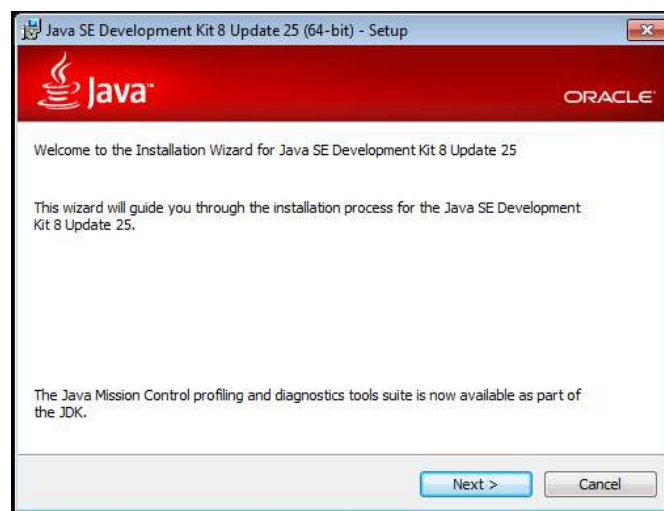 Java SE Development Kit 8 Update 25 (64-bit) - Setup
Java™
ORACLE
Welcome to the Installation Wizard for Java SE Development Kit 8 Update 25
This wizard will guide you through the installation process for the Java SE Development
Kit 8 Update 25.
The Java Mission Control profiling and diagnostics tools suite is now available as part of
the JDK.
Next >
Cancel